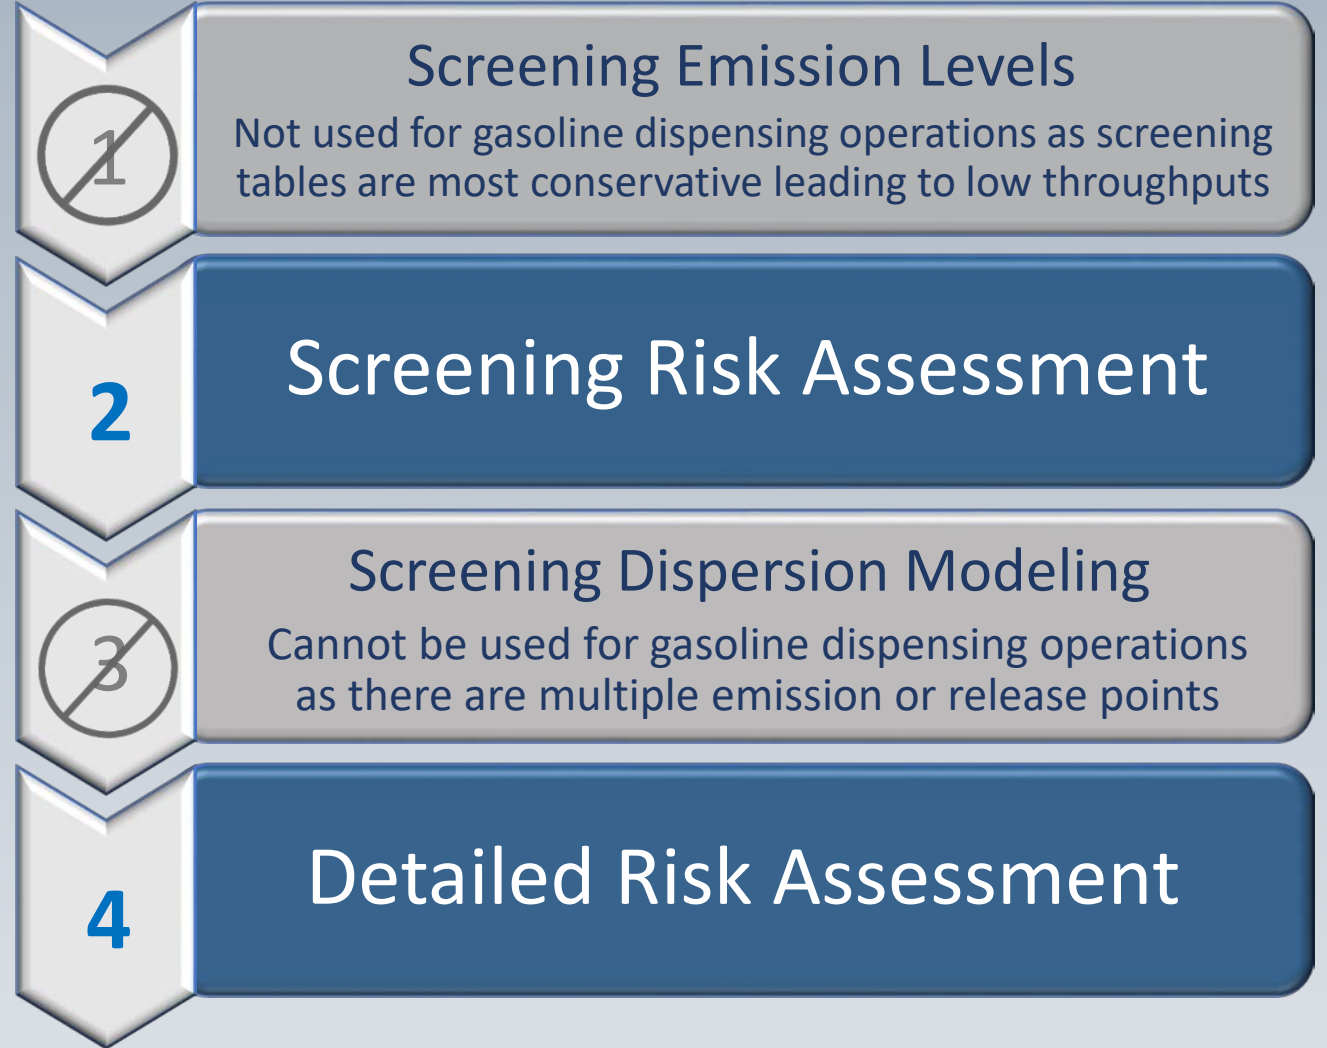 1
Screening Emission Levels
Not used for gasoline dispensing operations as screening
tables are most conservative leading to low throughputs
2
Screening Risk Assessment
3
Screening Dispersion Modeling
Cannot be used for gasoline dispensing operations
as there are multiple emission or release points
4
Detailed Risk Assessment